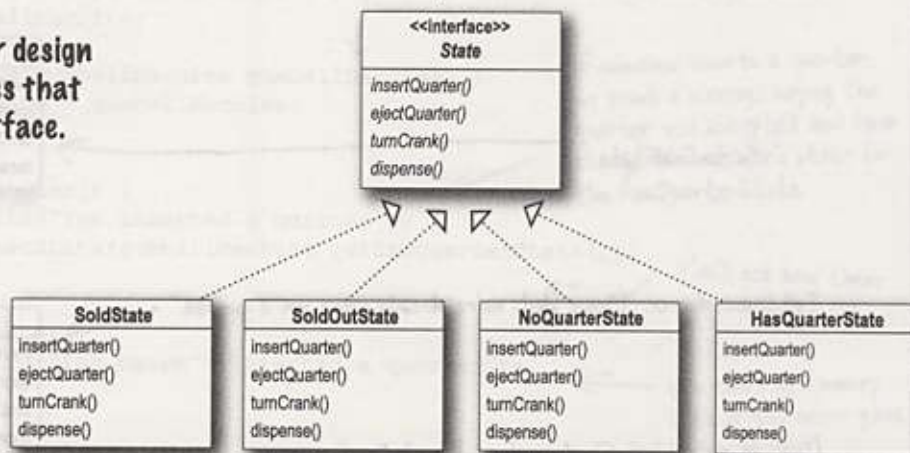 r design
s that
rface.
<<interface>>
State
insertQuarter()
ejectQuarter()
turnCrank()
dispense()
SoldState
insertQuarter()
ejectQuarter()
turnCrank()
dispense()
SoldOutState
insertQuarter()
ejectQuarter()
turnCrank()
dispense()
NoQuarterState
insertQuarter()
ejectQuarter()
turnCrank()
dispense()
HasQuarterState
insertQuarter()
ejectQuarter()
turnCrank()
dispense()